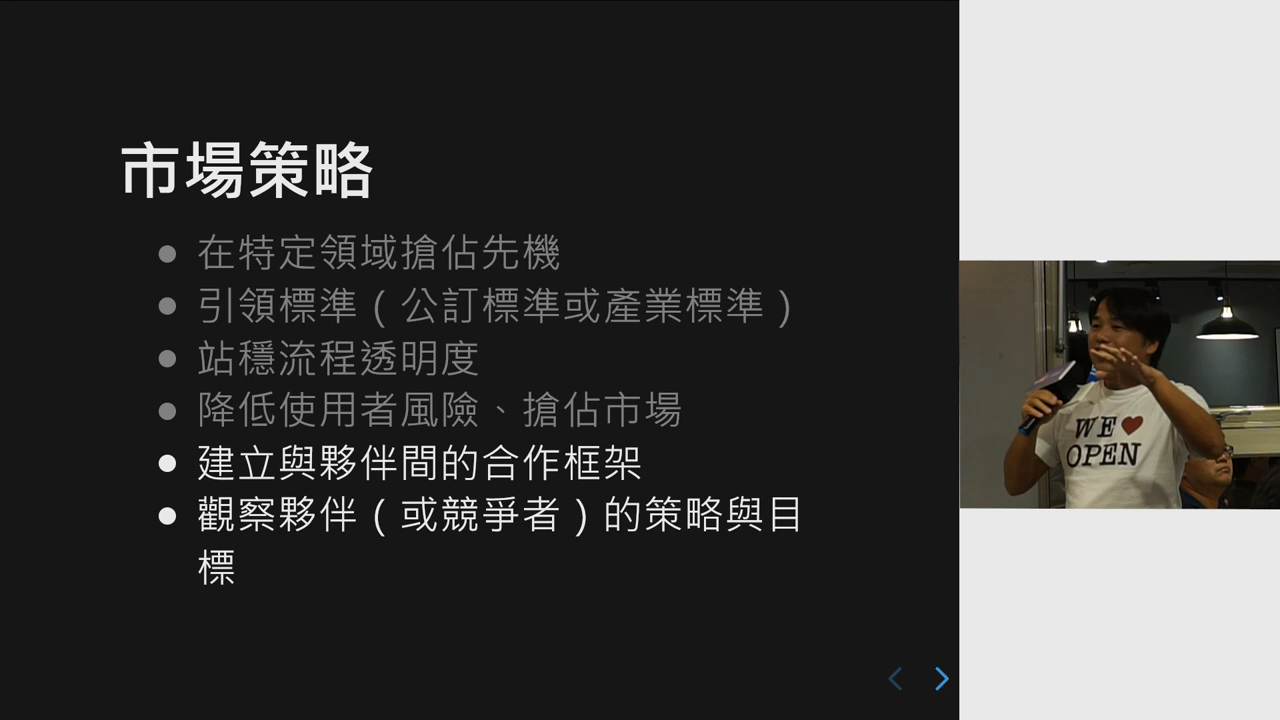 市場策略
在特定領域搶佔先機
引領標準(公訂標準或產業標準)
站穩流程透明度
降低使用者風險、搶佔市場
建立與夥伴間的合作框架
觀察夥伴(或競爭者)的策略與目
標
WE ♥
OPEN